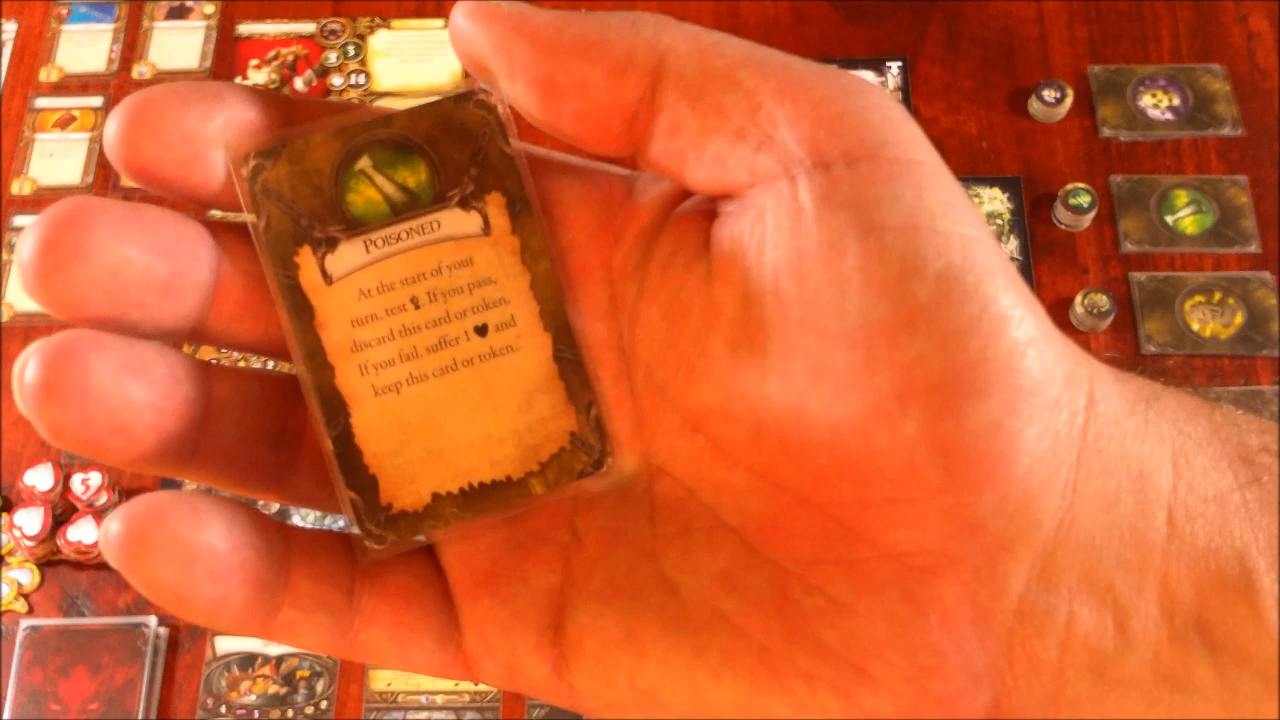 POISONED
At the start of your
turn, test . If you pass,
discard this card or token.
If you fail, suffer 1 and
keep this card or token.
5